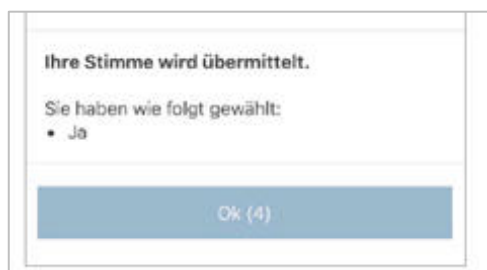 Ihre Stimme wird übermittelt.
Sie haben wie folgt gewählt:
• Ja
Ok (4)